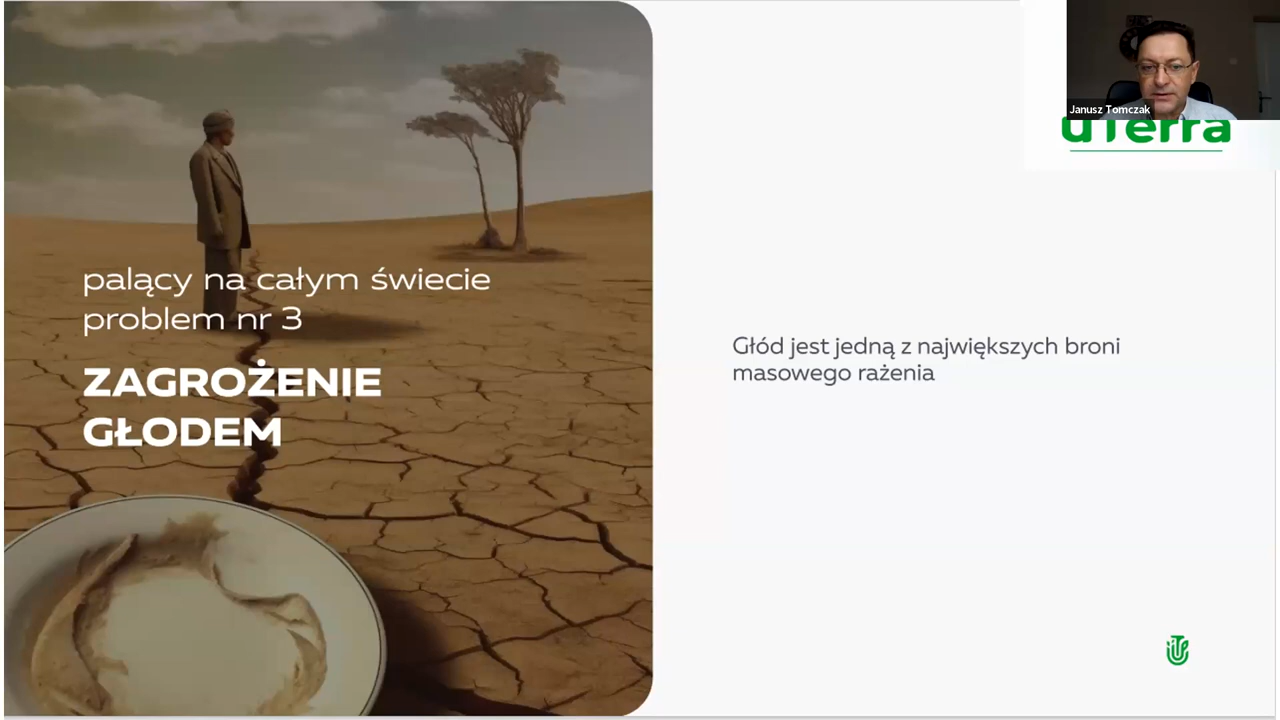 palący na całym świecie
problem nr 3
ZAGROŻENIE
GŁODEM
Głód jest jedną z największych broni
masowego rażenia
Janusz Tomczak
uTerra